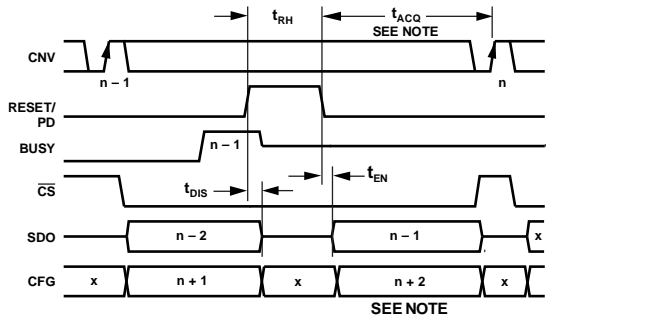 tRH
tACQ
SEE NOTE
CNV
n – 1
n
RESET/
PD
BUSY
n – 1
tEN
CS
tDIS
SDO
n – 2
n – 1
x
CFG
x
n + 1
x
n + 2
x
SEE NOTE